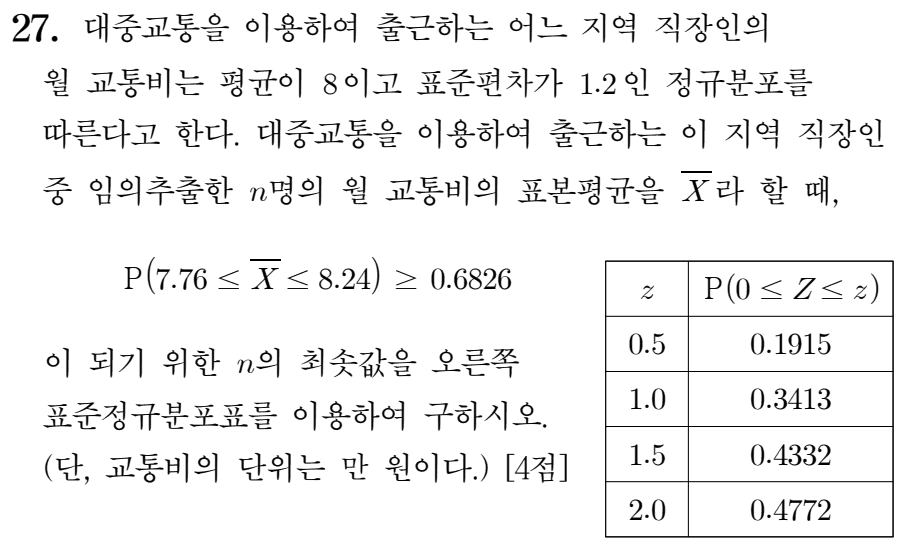 27. 대중교통을 이용하여 출근하는 어느 지역 직장인의
월 교통비는 평균이 8이고 표준편차가 1.2인 정규분포를
따른다고 한다. 대중교통을 이용하여 출근하는 이 지역 직장인
중 임의추출한 n명의 월 교통비의 표본평균을 X̅라 할 때,
P(7.76 ≤ X̅ ≤ 8.24) ≥ 0.6826
이 되기 위한 n의 최솟값을 오른쪽
표준정규분포표를 이용하여 구하시오.
(단, 교통비의 단위는 만 원이다.) [4점]
z P(0 ≤ Z ≤ z)
0.5 0.1915
1.0 0.3413
1.5 0.4332
2.0 0.4772